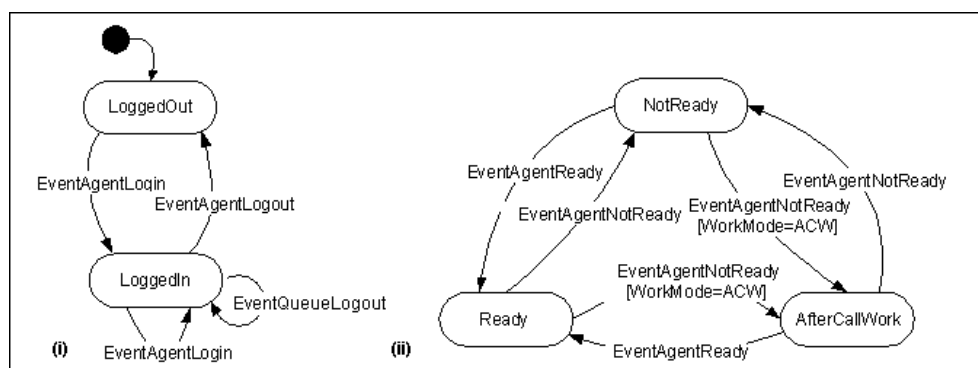 LoggedOut
EventAgentLogin
EventAgentLogout
LoggedIn
EventQueueLogout
EventAgentLogin
(i)
NotReady
EventAgentReady
EventAgentNotReady
EventAgentNotReady
[WorkMode=ACW]
EventAgentNotReady
EventAgentNotReady
[WorkMode=ACW]
Ready
AfterCallWork
EventAgentReady
(ii)